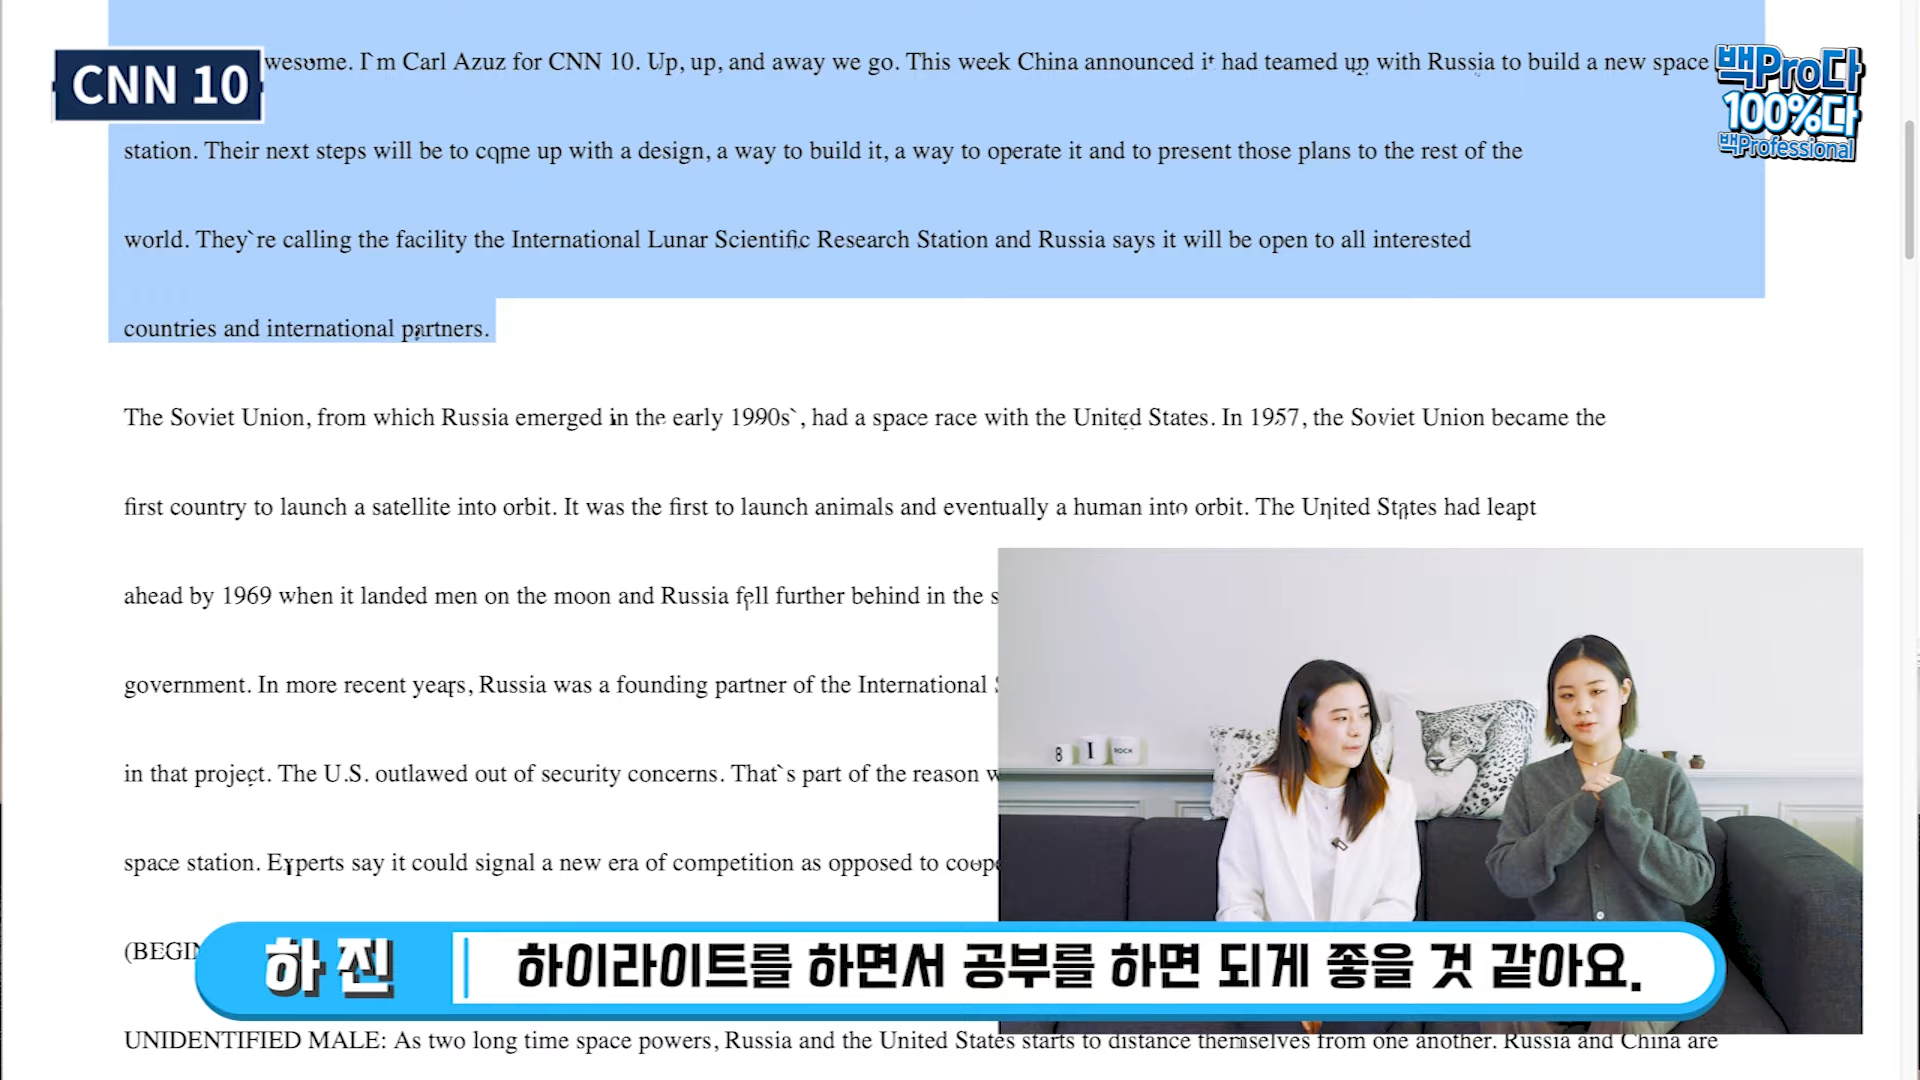 wesome. I`m Carl Azuz for CNN 10. Up, up, and away we go. This week China announced it had teamed up with Russia to build a new space
CNN 10
백Pro다
100%다
백Professional
station. Their next steps will be to come up with a design, a way to build it, a way to operate it and to present those plans to the rest of the
world. They`re calling the facility the International Lunar Scientific Research Station and Russia says it will be open to all interested
countries and international partners.
The Soviet Union, from which Russia emerged in the early 1990s`, had a space race with the United States. In 1957, the Soviet Union became the
first country to launch a satellite into orbit. It was the first to launch animals and eventually a human into orbit. The United States had leapt
ahead by 1969 when it landed men on the moon and Russia fell further behind in the
government. In more recent years, Russia was a founding partner of the International
in that project. The U.S. outlawed out of security concerns. That`s part of the reason
space station. Experts say it could signal a new era of competition as opposed to
8 I ROCK
하진
하이라이트를 하면서 공부를 하면 되게 좋을 것 같아요.
UNIDENTIFIED MALE: As two long time space powers, Russia and the United States starts to distance themselves from one another. Russia and China are